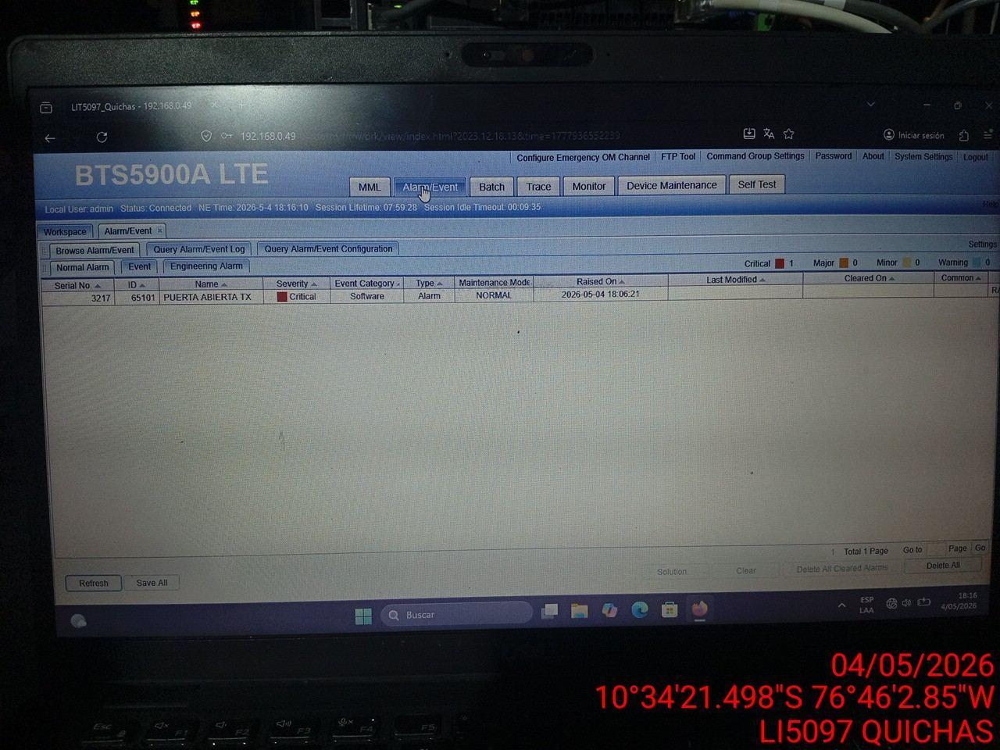 LIT5097_Quichas - 192.168.0.49
192.168.0.49
Iniciar sesión
BTS5900A LTE
Configure Emergency OM Channel FTP Tool Command Group Settings Password About System Settings Logout
MML Alarm/Event Batch Trace Monitor Device Maintenance Self Test
Local User: admin Status: Connected NE Time: 2026-5-4 18:16:10 Session Lifetime: 07:59:28 Session Idle Timeout: 00:09:35 Help
Workspace Alarm/Event
Browse Alarm/Event Query Alarm/Event Log Query Alarm/Event Configuration Settings
Normal Alarm Event Engineering Alarm Critical 1 Major 0 Minor 0 Warning 0
Serial No. ID Name Severity Event Category Type Maintenance Mode Raised On Last Modified Cleared On Common
3217 65101 PUERTA ABIERTA TX Critical Software Alarm NORMAL 2026-05-04 18:06:21
1 Total 1 Page Go to Page Go
Refresh Save All Solution Clear Delete All Cleared Alarms Delete All
Buscar
ESP
LAA
18:16
4/05/2026
04/05/2026
10°34'21.498"S 76°46'2.85"W
LI5097 QUICHAS
Esc F1 F2 F3 F4 F5